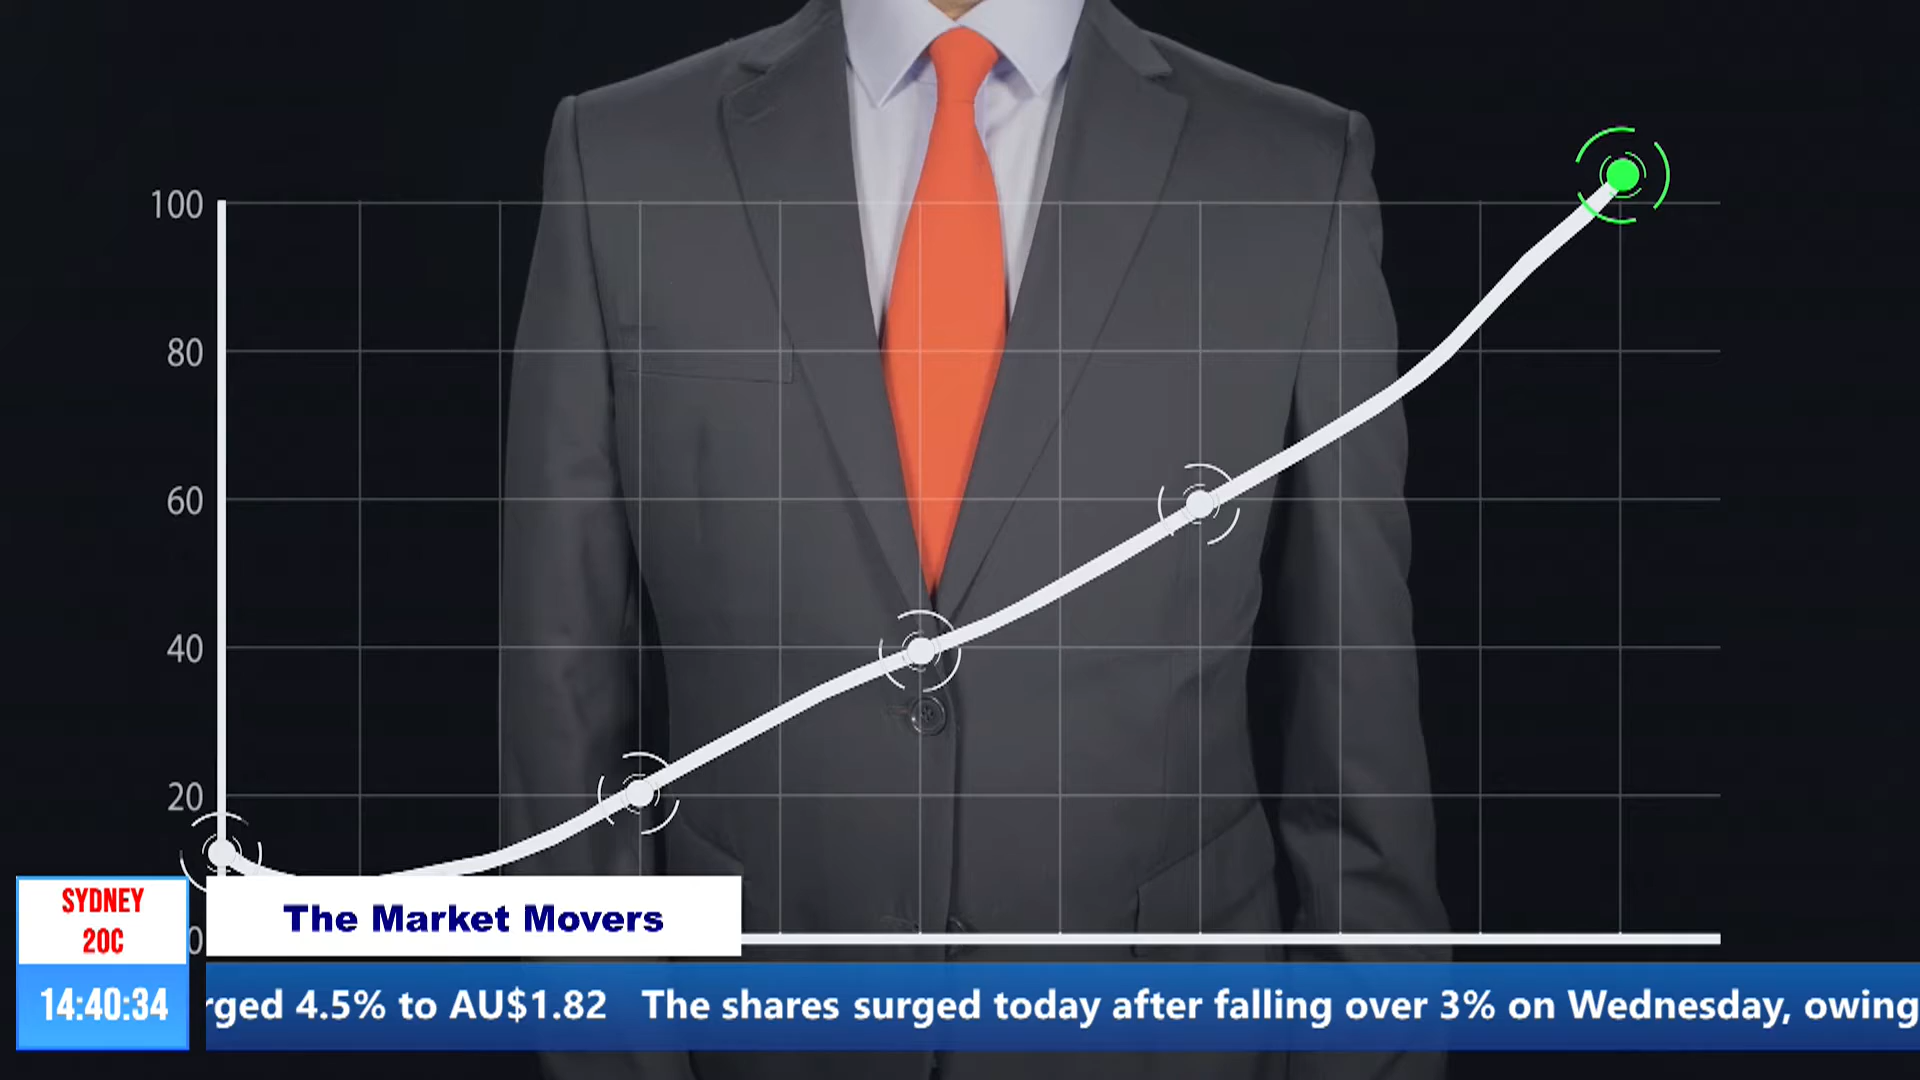 100
80
60
40
20
0
The Market Movers
SYDNEY
20C
14:40:34
4.5% to AU$1.82 The shares surged today after falling over 3% on Wednesday, owing